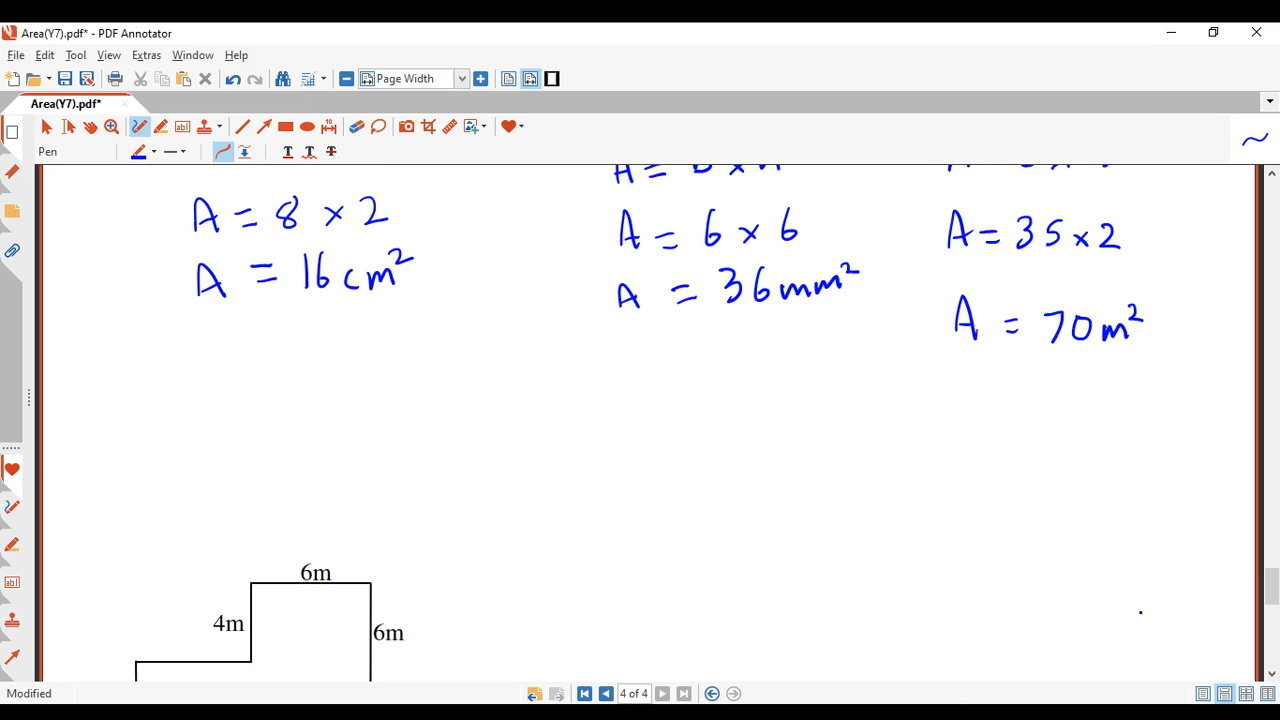 Area(Y7).pdf* - PDF Annotator
File Edit Tool View Extras Window Help
Page Width
Area(Y7).pdf*
Pen
A = 8 × 2
A = 6 × 6
A = 35 × 2
A = 16 cm²
A = 36 mm²
A = 70 m²
6m
4m
6m
Modified
4 of 4